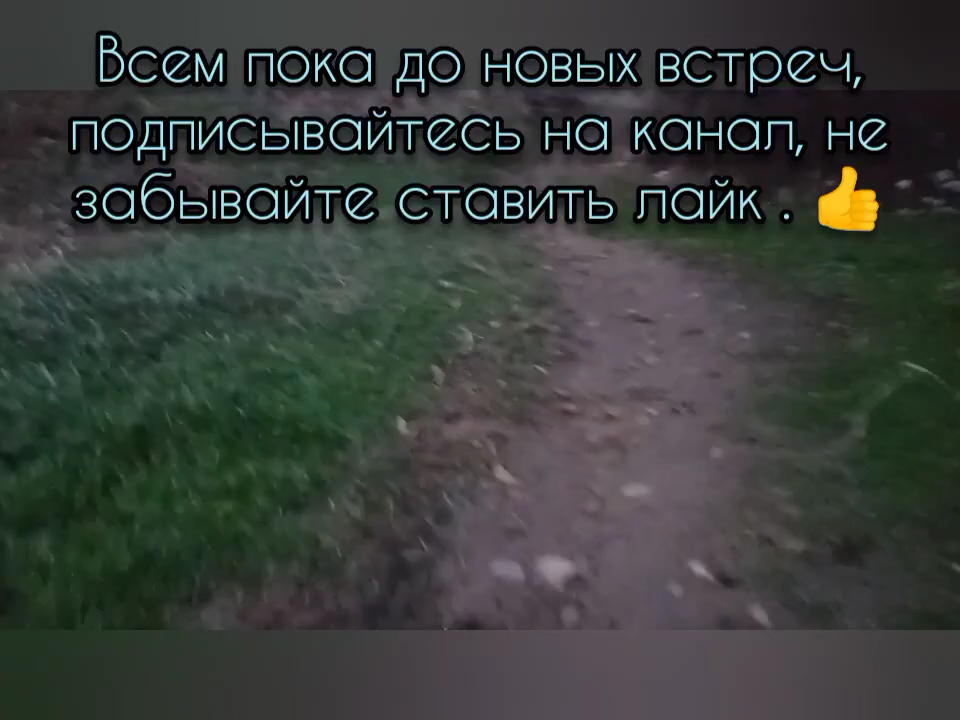 Всем пока до новых встреч,
подписывайтесь на канал, не
забывайте ставить лайк . 👍